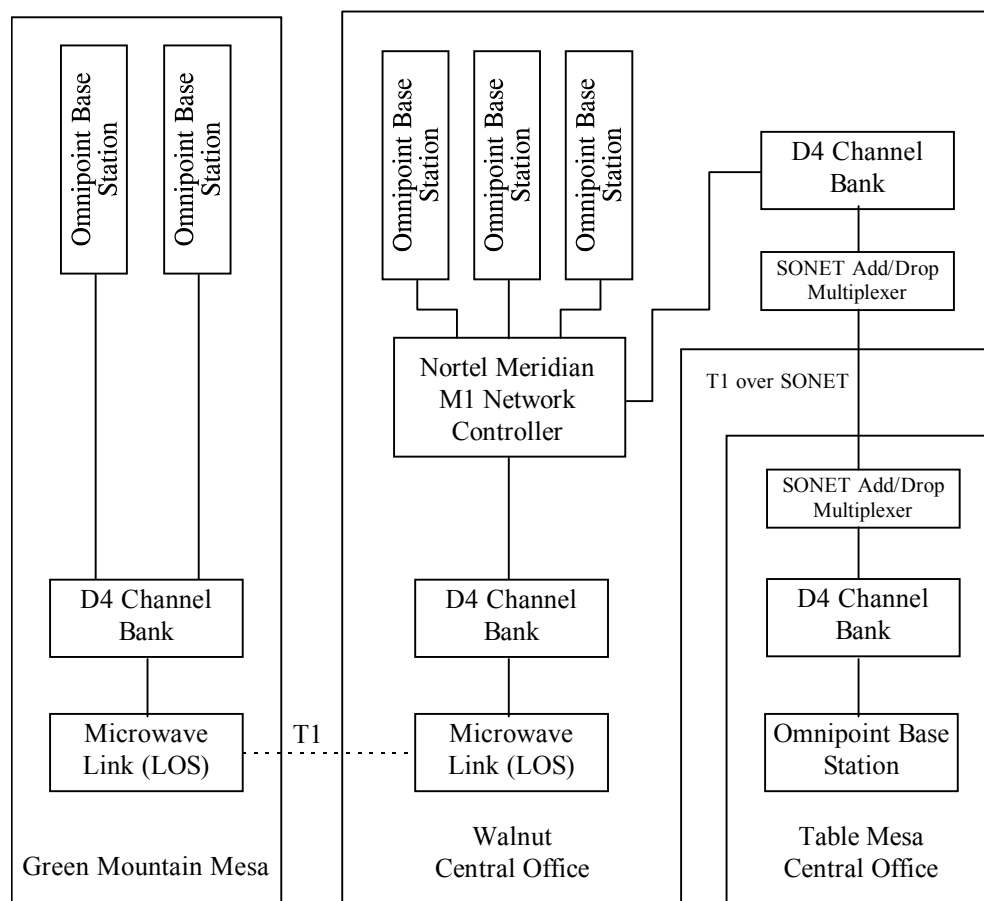 Omnipoint Base
Station
Omnipoint Base
Station
D4 Channel
Bank
Microwave
Link (LOS)
Green Mountain Mesa
T1
Omnipoint Base
Station
Omnipoint Base
Station
Omnipoint Base
Station
Nortel Meridian
M1 Network
Controller
D4 Channel
Bank
Microwave
Link (LOS)
Walnut
Central Office
D4 Channel
Bank
SONET Add/Drop
Multiplexer
T1 over SONET
SONET Add/Drop
Multiplexer
D4 Channel
Bank
Omnipoint Base
Station
Table Mesa
Central Office